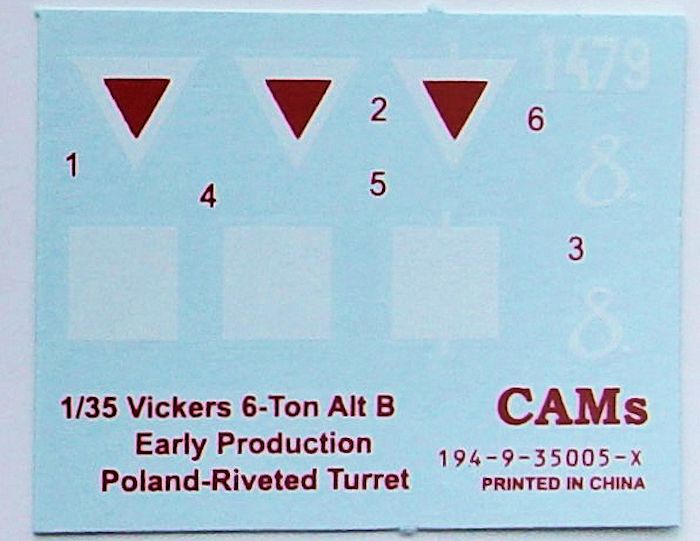 1479
2
6
1
5
4
8
3
8
1/35 Vickers 6-Ton Alt B
Early Production
Poland-Riveted Turret
CAMs
194-9-35005-X
PRINTED IN CHINA